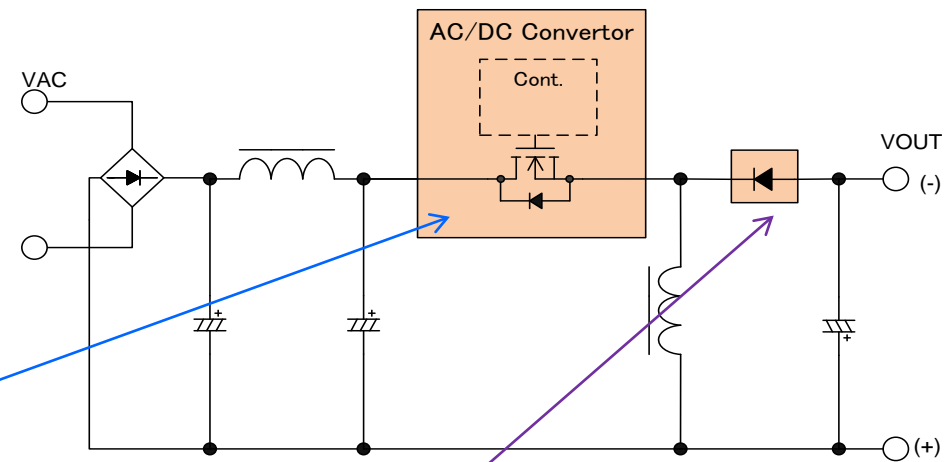 AC/DC Convertor
Cont.
VAC
VOUT
(-)
+
+
+
(+)